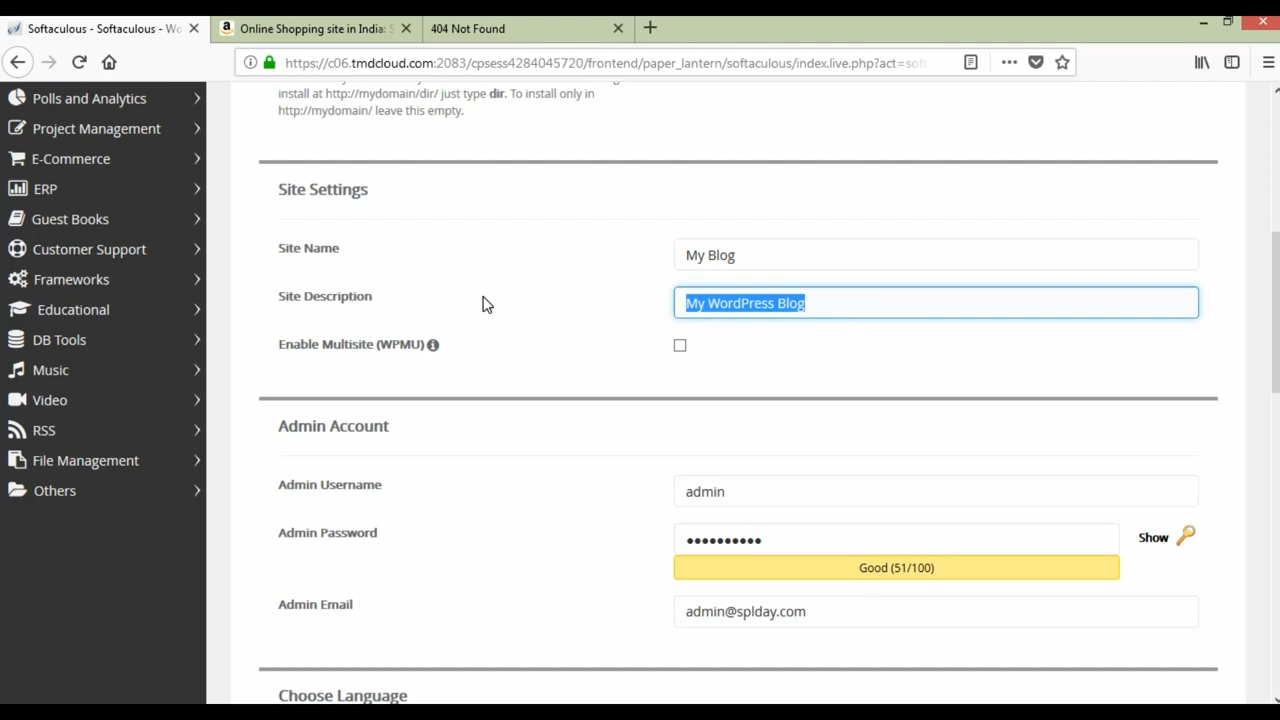 Softaculous - Softaculous - Wo
Online Shopping site in India: S
404 Not Found
https://c06.tmdcloud.com:2083/cpsess4284045720/frontend/paper_lantern/softaculous/index.live.php?act=soft
Polls and Analytics
Project Management
E-Commerce
ERP
Guest Books
Customer Support
Frameworks
Educational
DB Tools
Music
Video
RSS
File Management
Others
install at http://mydomain/dir/ just type dir. To install only in
http://mydomain/ leave this empty.
Site Settings
Site Name
My Blog
Site Description
My WordPress Blog
Enable Multisite (WPMU)
Admin Account
Admin Username
admin
Admin Password
Show
Good (51/100)
Admin Email
admin@splday.com
Choose Language